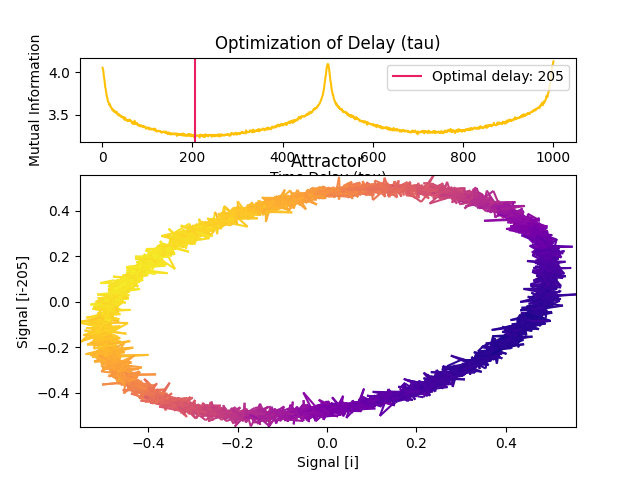 Optimization of Delay (tau)
Mutual Information
4.0
3.5
Optimal delay: 205
0 200 400 600 800 1000
Time Delay (tau)
Attractor
Signal [i-205]
0.4
0.2
0.0
−0.2
−0.4
−0.4 −0.2 0.0 0.2 0.4
Signal [i]